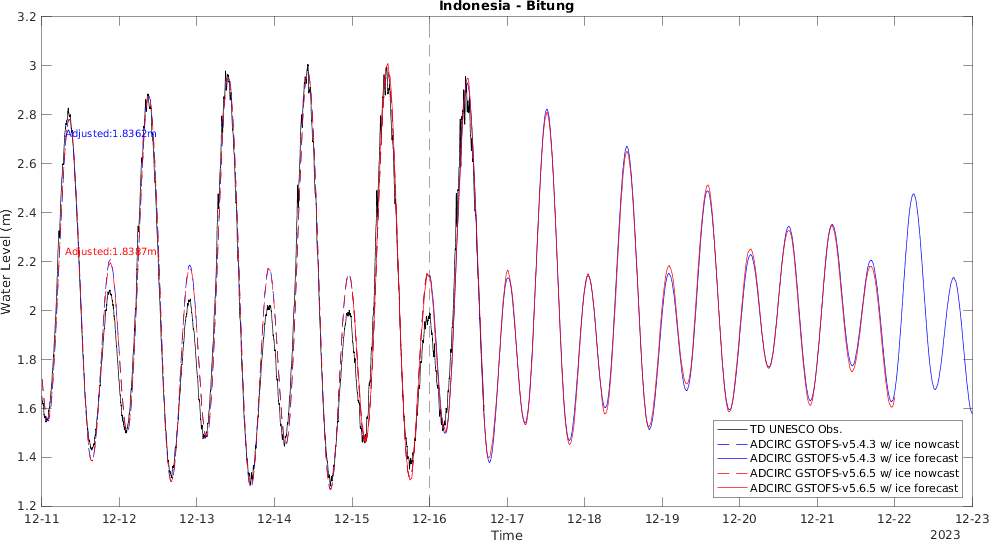 Indonesia - Bitung
3.2
3
2.8
2.6
2.4
2.2
2
1.8
1.6
1.4
1.2
Water Level (m)
Adjusted:1.8362m
Adjusted:1.8387m
TD UNESCO Obs.
ADCIRC GSTOFS-v5.4.3 w/ ice nowcast
ADCIRC GSTOFS-v5.4.3 w/ ice forecast
ADCIRC GSTOFS-v5.6.5 w/ ice nowcast
ADCIRC GSTOFS-v5.6.5 w/ ice forecast
12-11 12-12 12-13 12-14 12-15 12-16 12-17 12-18 12-19 12-20 12-21 12-22 12-23
Time
2023